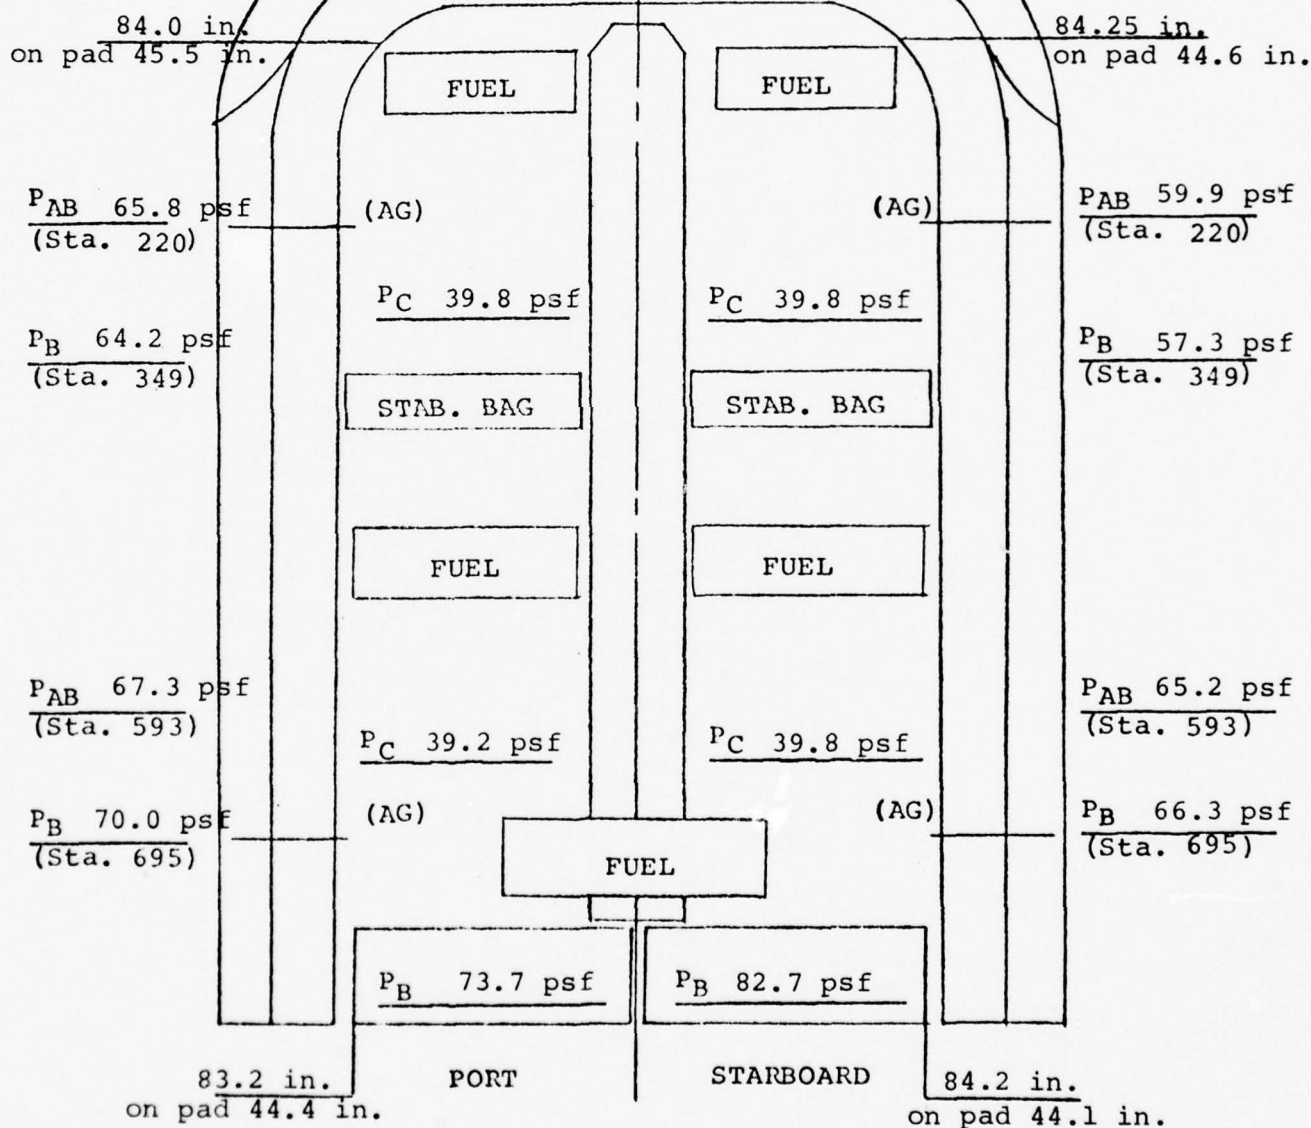 84.0 in.
on pad 45.5 in.
84.25 in.
on pad 44.6 in.
FUEL
FUEL
PAB 65.8 psf
(Sta. 220)
(AG)
(AG)
PAB 59.9 psf
(Sta. 220)
PC 39.8 psf
PC 39.8 psf
PB 64.2 psf
(Sta. 349)
PB 57.3 psf
(Sta. 349)
STAB. BAG
STAB. BAG
FUEL
FUEL
PAB 67.3 psf
(Sta. 593)
PAB 65.2 psf
(Sta. 593)
PC 39.2 psf
PC 39.8 psf
PB 70.0 psf
(Sta. 695)
(AG)
(AG)
PB 66.3 psf
(Sta. 695)
FUEL
PB 73.7 psf
PB 82.7 psf
83.2 in.
on pad 44.4 in.
PORT
STARBOARD
84.2 in.
on pad 44.1 in.